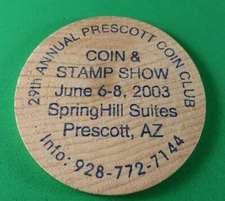 29th ANNUAL PRESCOTT COIN CLUB
COIN &
STAMP SHOW
June 6-8, 2003
SpringHill Suites
Prescott, AZ
Info: 928-772-7144